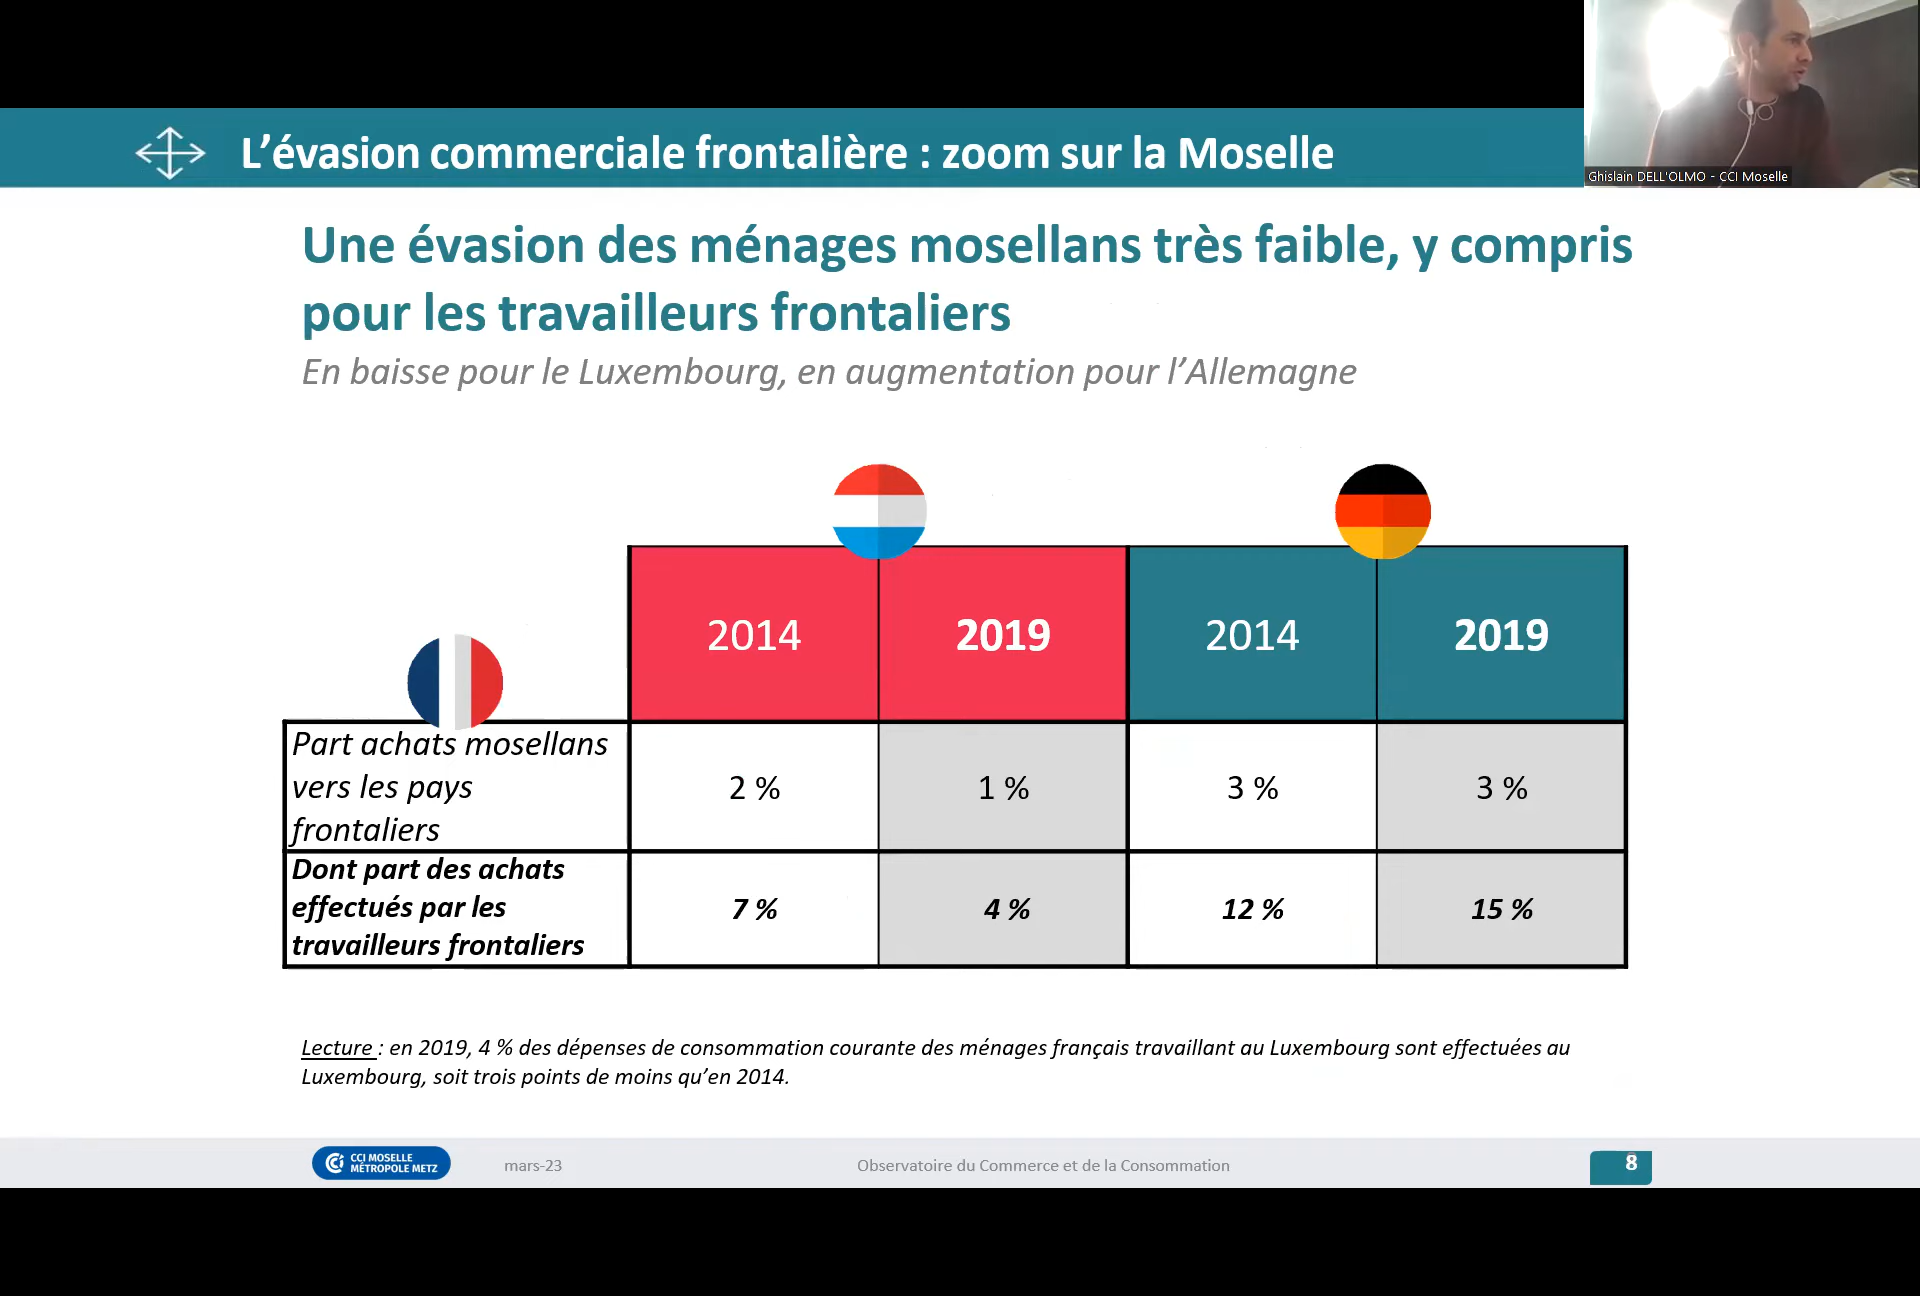 L'évasion commerciale frontalière : zoom sur la Moselle
Ghislain DELL'OLMO - CCI Moselle
Une évasion des ménages mosellans très faible, y compris
pour les travailleurs frontaliers
En baisse pour le Luxembourg, en augmentation pour l'Allemagne
2014 2019 2014 2019
Part achats mosellans
vers les pays
frontaliers
2 % 1 % 3 % 3 %
Dont part des achats
effectués par les
travailleurs frontaliers
7 % 4 % 12 % 15 %
Lecture : en 2019, 4 % des dépenses de consommation courante des ménages français travaillant au Luxembourg sont effectuées au
Luxembourg, soit trois points de moins qu'en 2014.
CCI MOSELLE
MÉTROPOLE METZ
mars-23
Observatoire du Commerce et de la Consommation
8